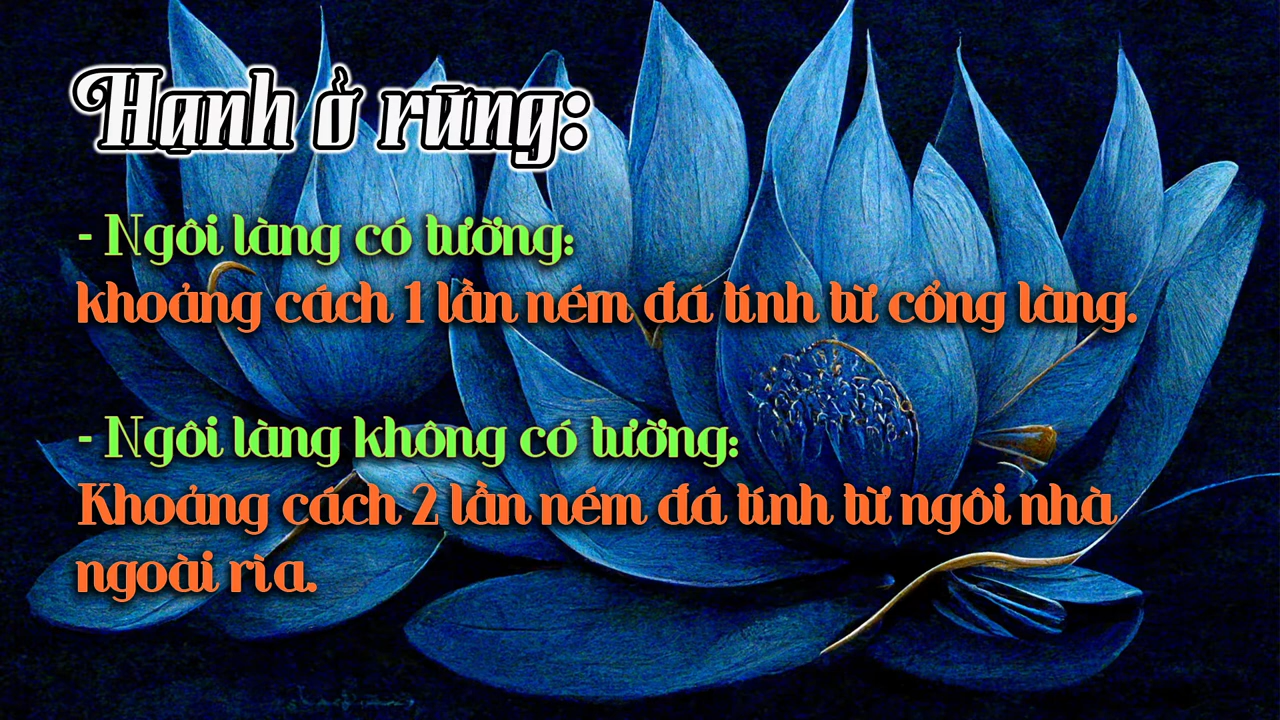 Hạnh ở rừng:
- Ngôi làng có tường:
khoảng cách 1 lần ném đá tính từ cổng làng.
- Ngôi làng không có tường:
Khoảng cách 2 lần ném đá tính từ ngôi nhà
ngoài rìa.